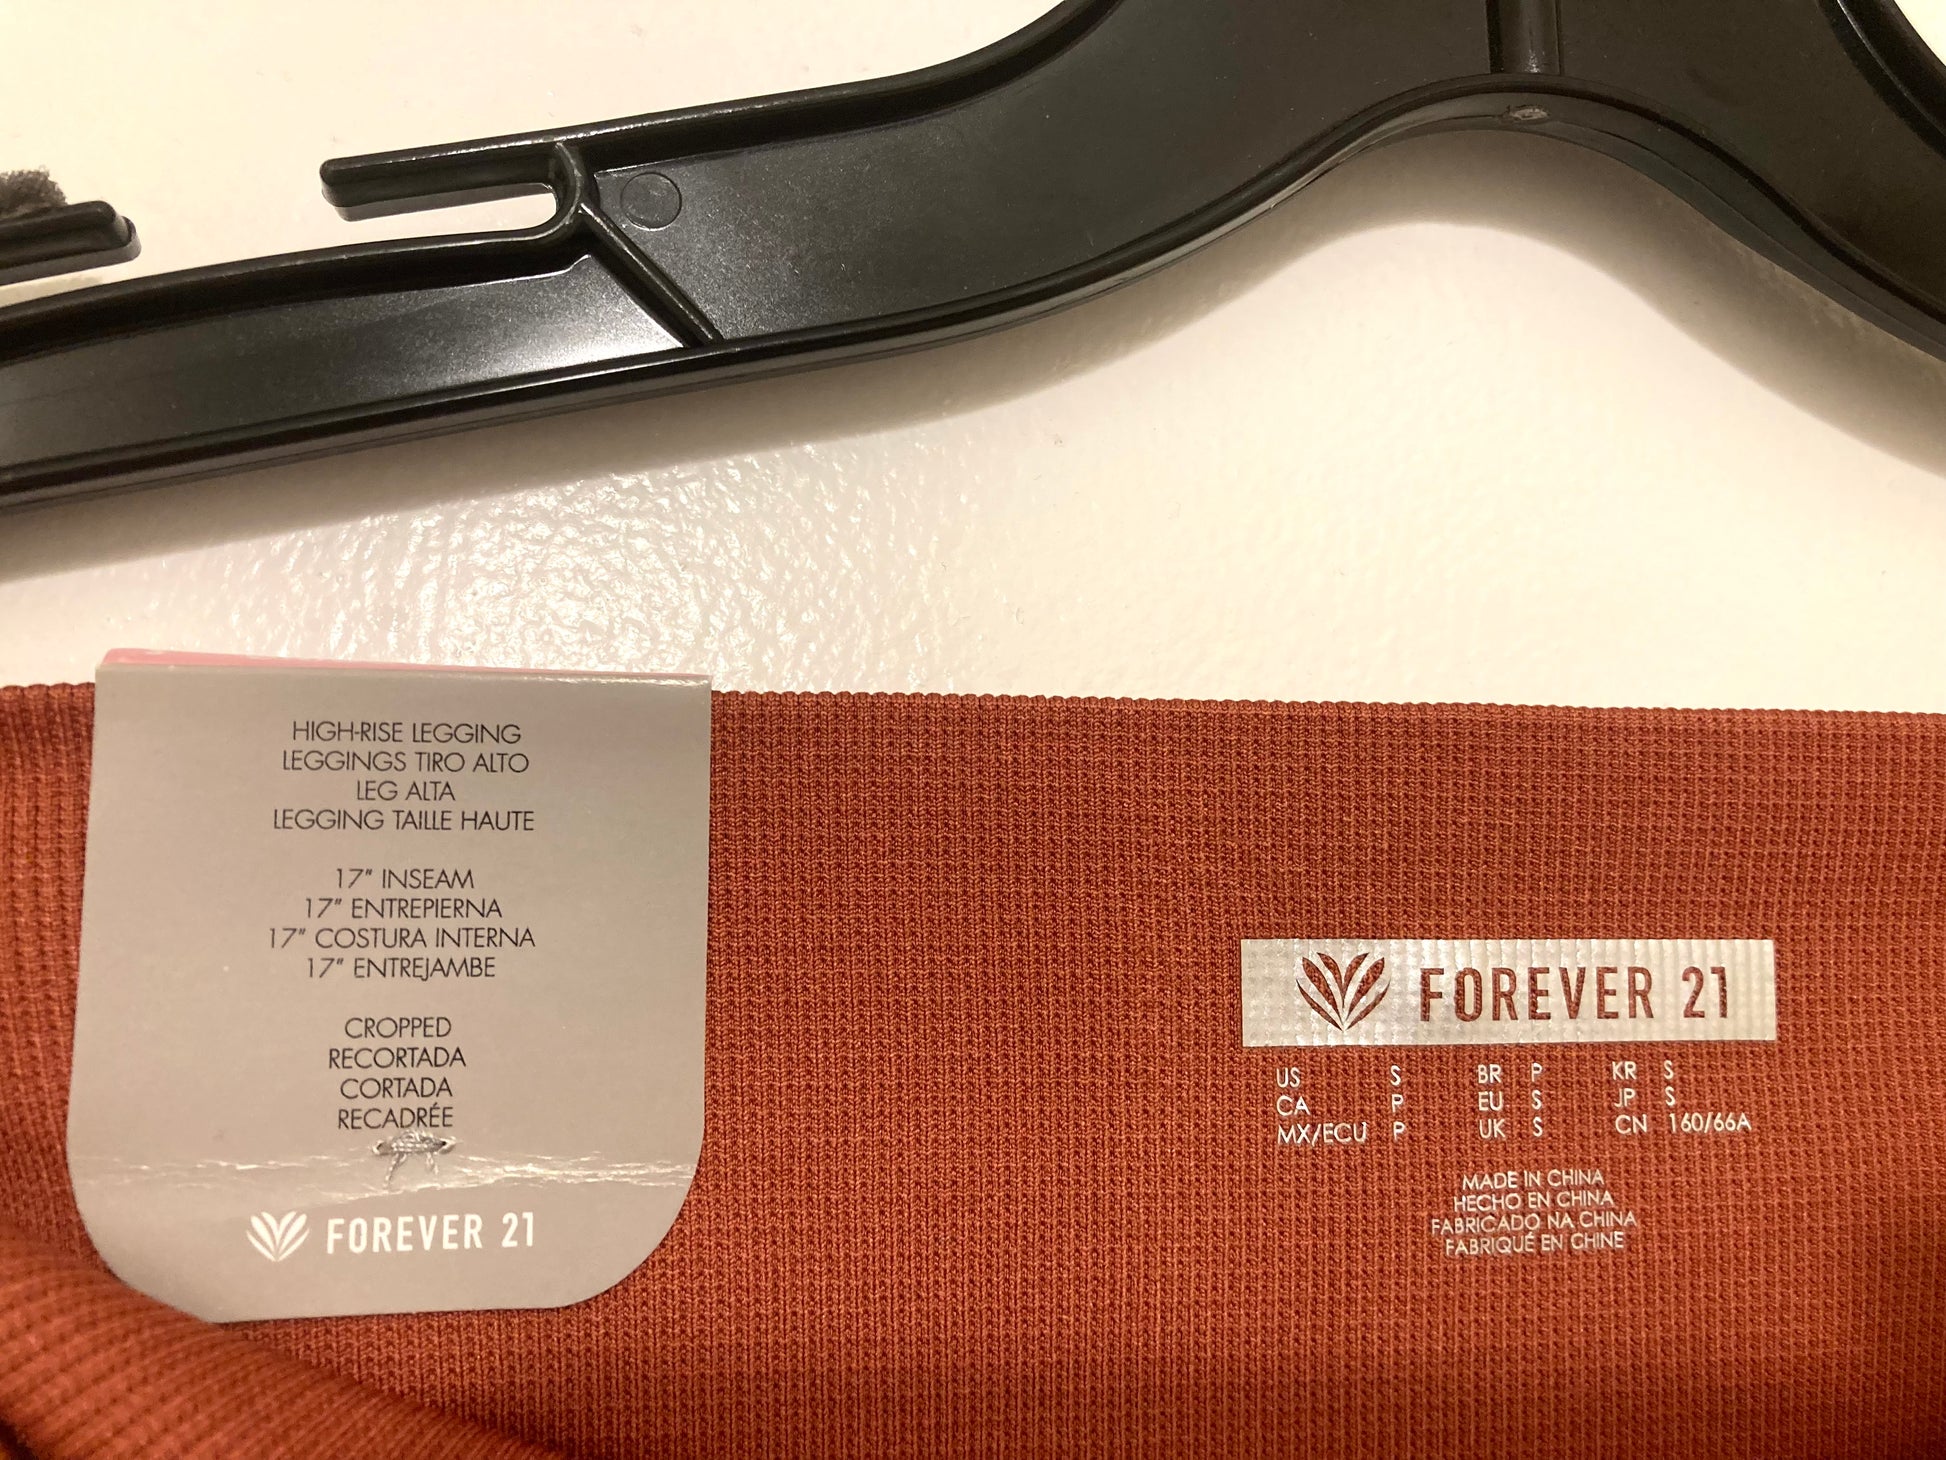 HIGH-RISE LEGGING
LEGGINGS TIRO ALTO
LEG ALTA
LEGGING TAILLE HAUTE
17" INSEAM
17" ENTREPIERNA
17" COSTURA INTERNA
17" ENTREJAMBE
CROPPED
RECORTADA
CORTADA
RECADRÉE
FOREVER 21
FOREVER 21
US S BR P KR S
CA P EU S JP S
MX/ECU P UK S CN 160/66A
MADE IN CHINA
HECHO EN CHINA
FABRICADO NA CHINA
FABRIQUÉ EN CHINE